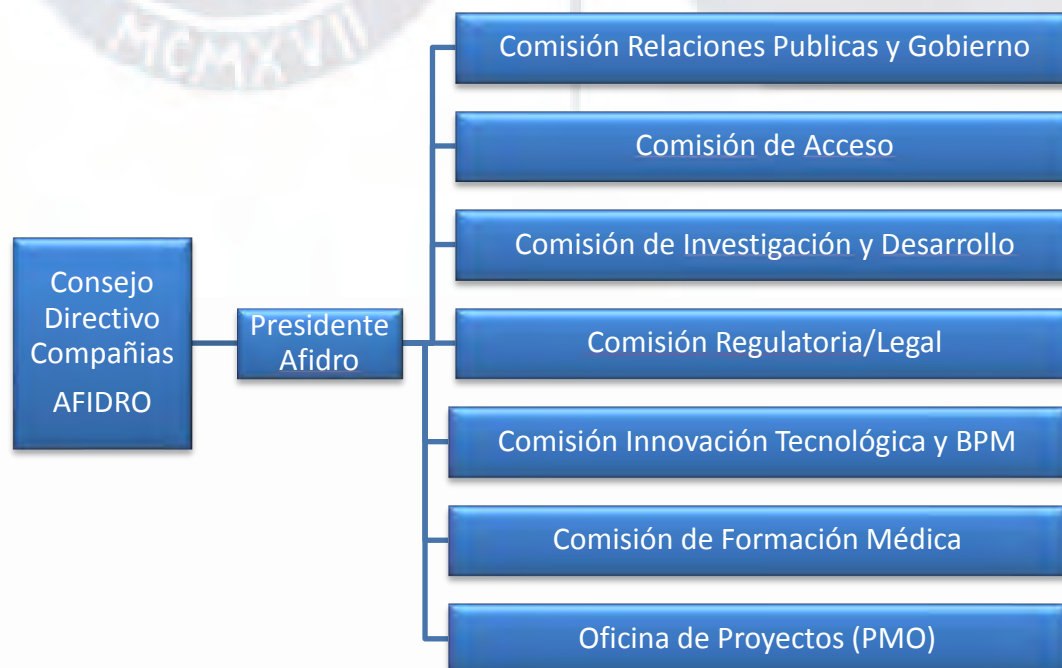 MCMXVII
Comisión Relaciones Publicas y Gobierno
Comisión de Acceso
Comisión de Investigación y Desarrollo
Consejo
Directivo
Compañias
AFIDRO
Presidente
Afidro
Comisión Regulatoria/Legal
Comisión Innovación Tecnológica y BPM
Comisión de Formación Médica
Oficina de Proyectos (PMO)